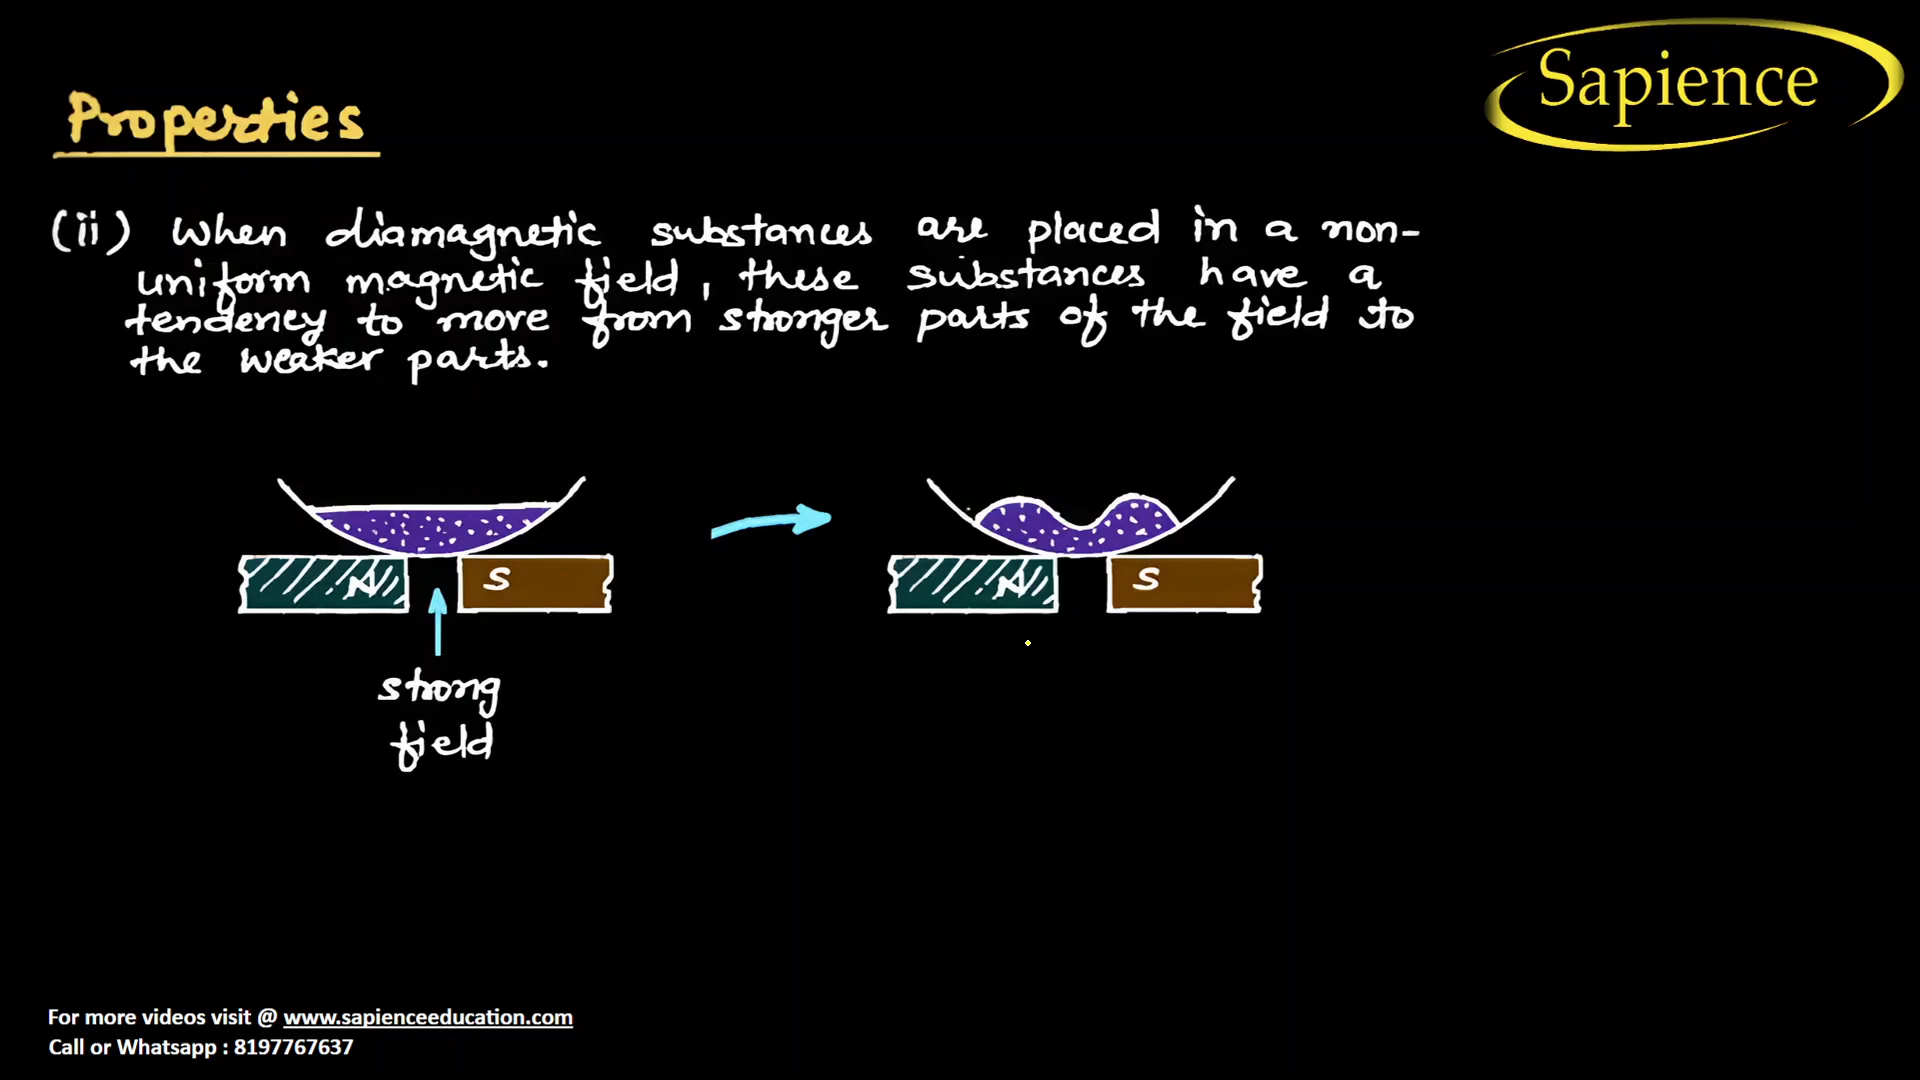 Sapience
Properties
(ii) When diamagnetic substances are placed in a non-
uniform magnetic field, these substances have a
tendency to move from stronger parts of the field to
the weaker parts.
N S
N S
strong
field
For more videos visit @ www.sapienceeducation.com
Call or Whatsapp : 8197767637